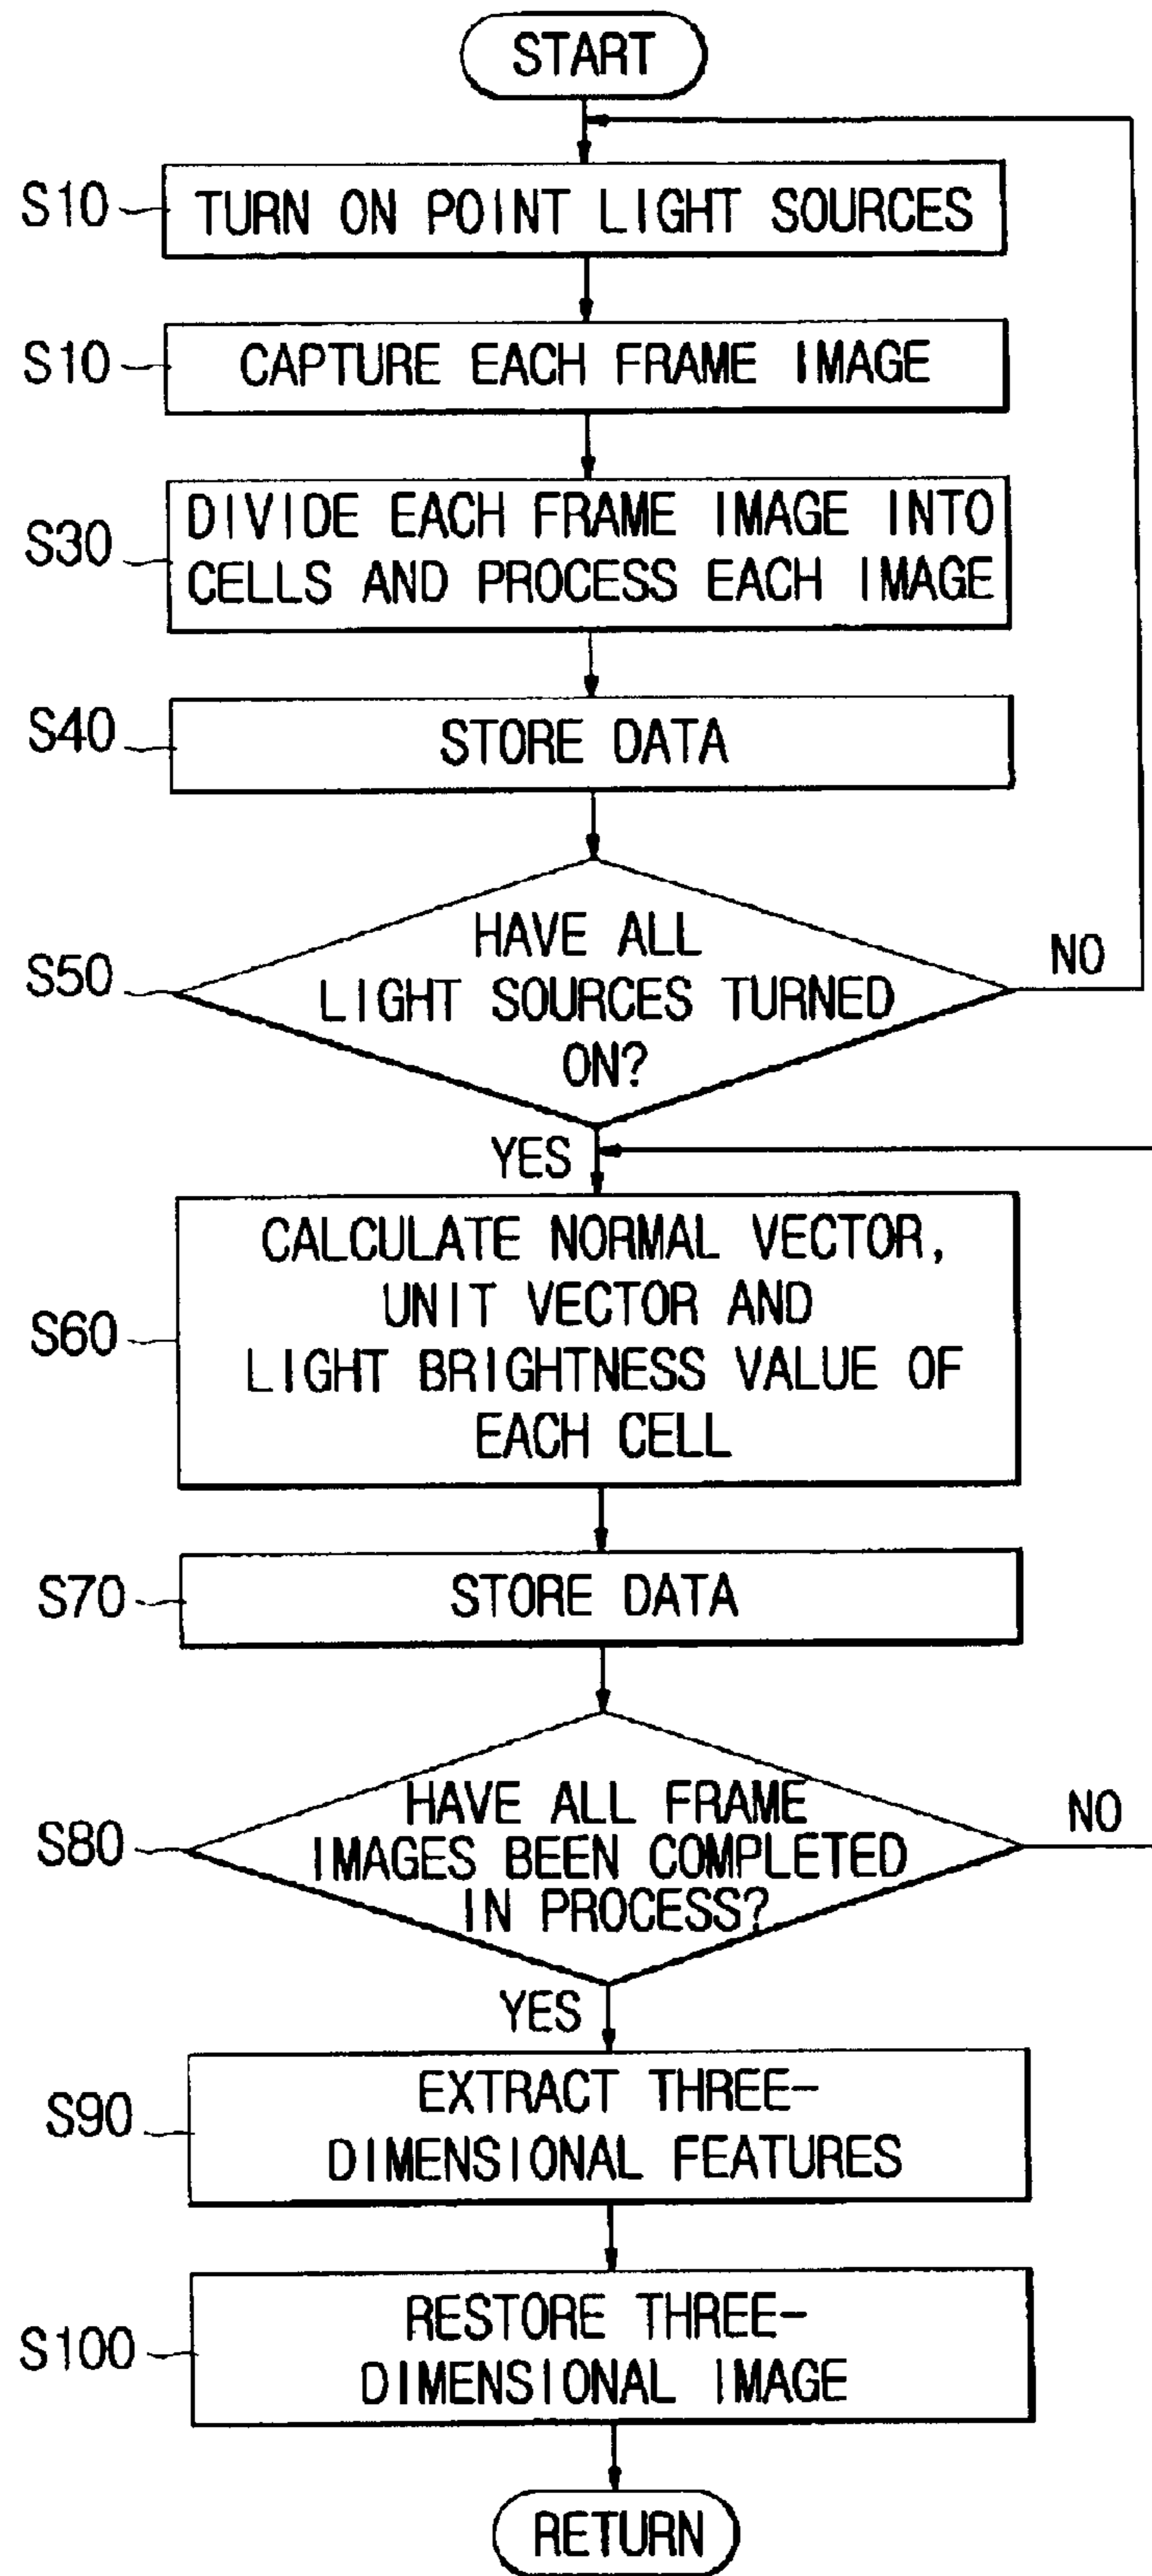 START
S10
TURN ON POINT LIGHT SOURCES
S10
CAPTURE EACH FRAME IMAGE
S30
DIVIDE EACH FRAME IMAGE INTO
CELLS AND PROCESS EACH IMAGE
S40
STORE DATA
S50
HAVE ALL
LIGHT SOURCES TURNED
ON?
NO
YES
S60
CALCULATE NORMAL VECTOR,
UNIT VECTOR AND
LIGHT BRIGHTNESS VALUE OF
EACH CELL
S70
STORE DATA
S80
HAVE ALL FRAME
IMAGES BEEN COMPLETED
IN PROCESS?
NO
YES
S90
EXTRACT THREE-
DIMENSIONAL FEATURES
S100
RESTORE THREE-
DIMENSIONAL IMAGE
RETURN